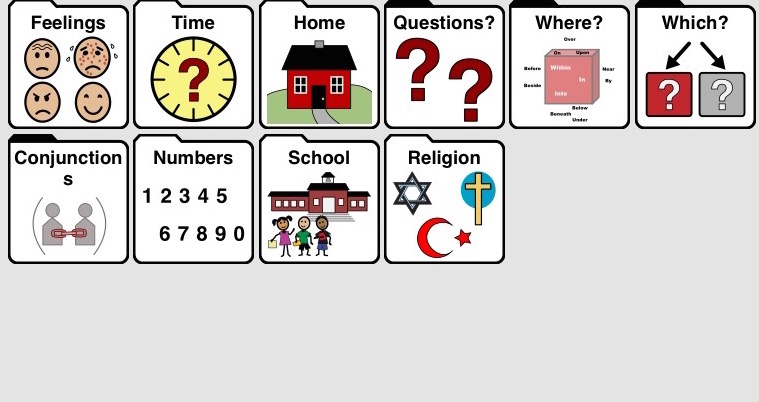 Feelings
Time
Home
Questions?
Where?
Which?
? 
? ?
Over
On Upon
Before
Within
Near
Beside
In
By
Into
Below
Beneath
Under
? ?
Conjunction
s
Numbers
1 2 3 4 5
6 7 8 9 0
School
Religion